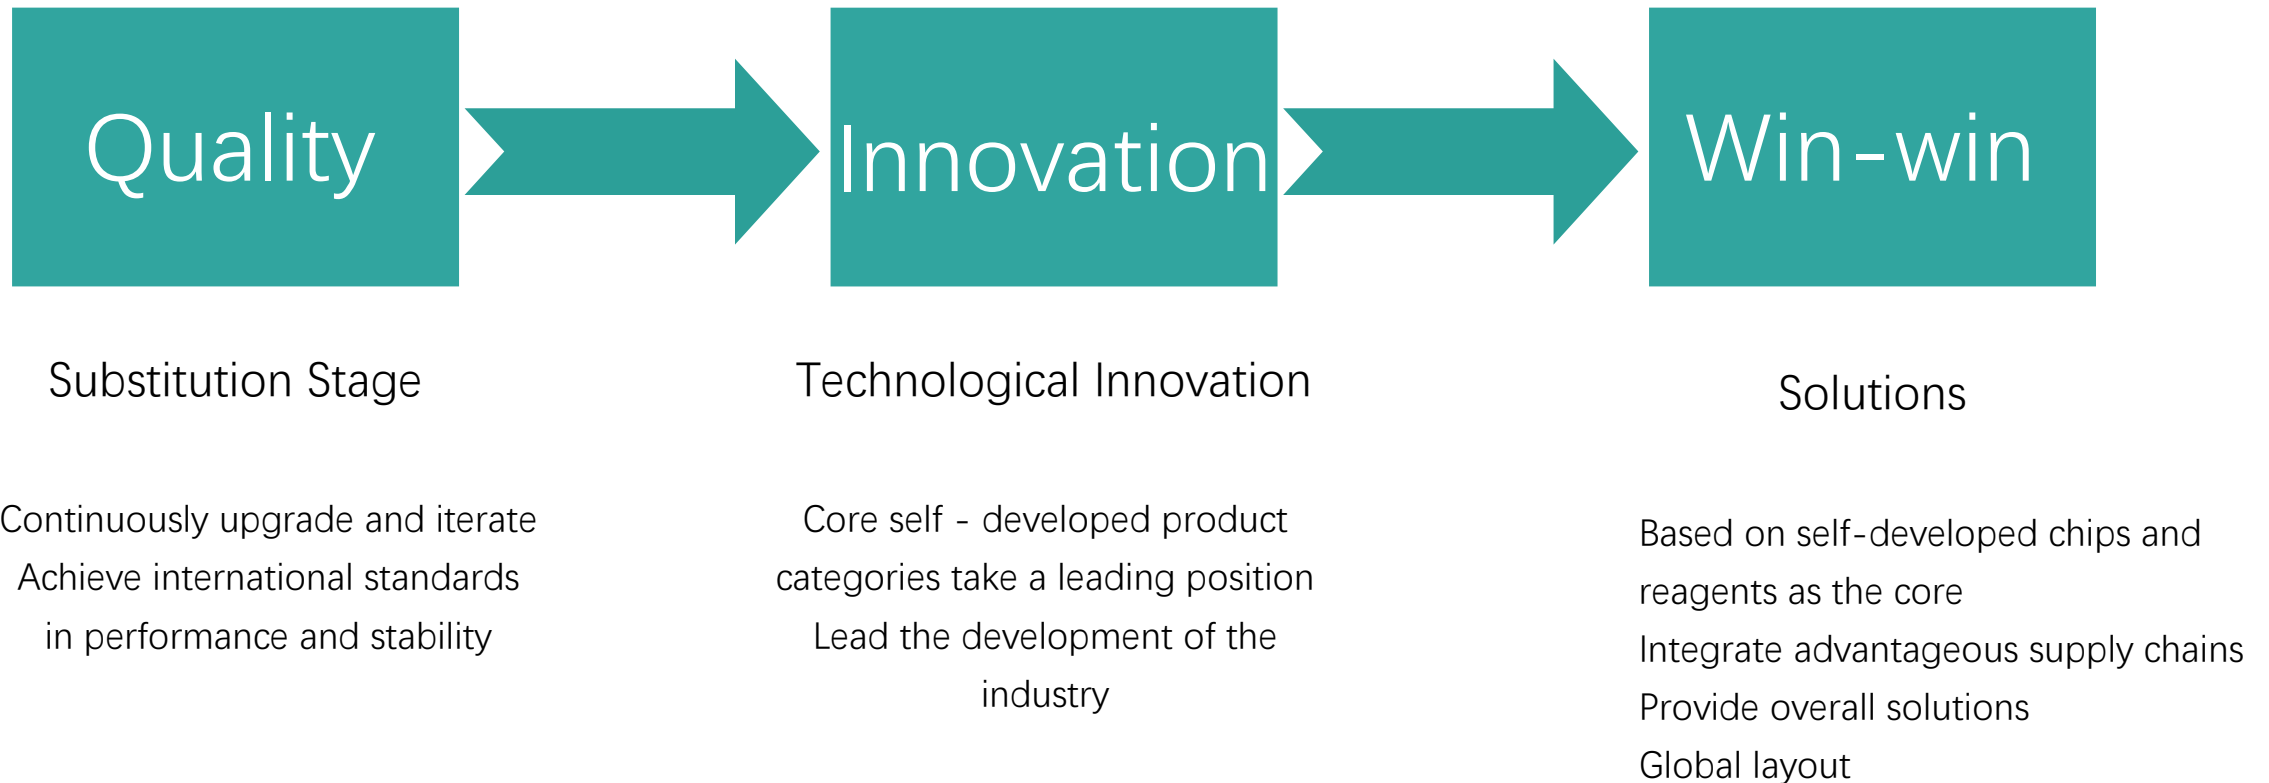 Quality
Innovation
Win-win
Substitution Stage
Continuously upgrade and iterate
Achieve international standards
in performance and stability
Technological Innovation
Core self - developed product
categories take a leading position
Lead the development of the
industry
Solutions
Based on self-developed chips and
reagents as the core
Integrate advantageous supply chains
Provide overall solutions
Global layout